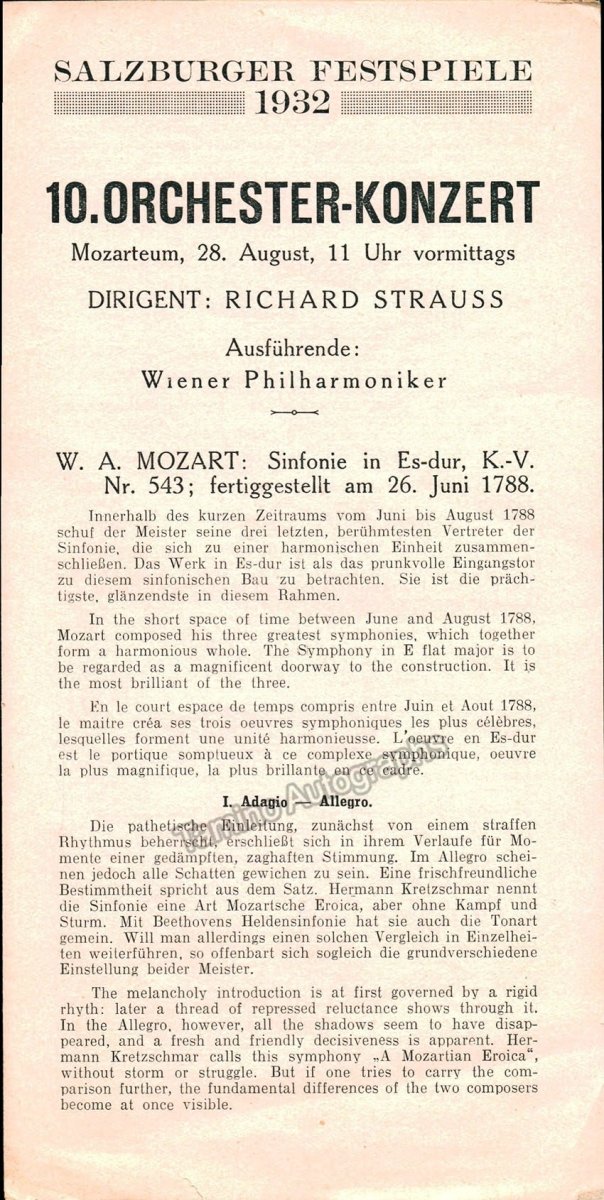 SALZBURGER FESTSPIELE
1932
10. ORCHESTER-KONZERT
Mozarteum, 28. August, 11 Uhr vormittags
DIRIGENT: RICHARD STRAUSS
Ausführende:
Wiener Philharmoniker
W. A. MOZART: Sinfonie in Es-dur, K.-V.
Nr. 543; fertiggestellt am 26. Juni 1788.
Innerhalb des kurzen Zeitraums vom Juni bis August 1788
schuf der Meister seine drei letzten, berühmtesten Vertreter der
Sinfonie, die sich zu einer harmonischen Einheit zusammen-
schließen. Das Werk in Es-dur ist als das prunkvolle Eingangstor
zu diesem sinfonischen Bau zu betrachten. Sie ist die präch-
tigste, glänzendste in diesem Rahmen.
In the short space of time between June and August 1788,
Mozart composed his three greatest symphonies, which together
form a harmonious whole. The Symphony in E flat major is to
be regarded as a magnificent doorway to the construction. It is
the most brilliant of the three.
En le court espace de temps compris entre Juin et Aout 1788,
le maitre créa ses trois oeuvres symphoniques les plus célèbres,
lesquelles forment une unité harmonieusse. L'oeuvre en Es-dur
est le portique somptueux à ce complexe symphonique, oeuvre
la plus magnifique, la plus brillante en ce cadre.
I. Adagio — Allegro.
Die pathetische Einleitung, zunächst von einem straffen
Rhythmus beherrscht, erschließt sich in ihrem Verlaufe für Mo-
mente einer gedämpften, zaghaften Stimmung. Im Allegro schei-
nen jedoch alle Schatten gewichen zu sein. Eine frischfreundliche
Bestimmtheit spricht aus dem Satz. Hermann Kretzschmar nennt
die Sinfonie eine Art Mozartsche Eroica, aber ohne Kampf und
Sturm. Mit Beethovens Heldensinfonie hat sie auch die Tonart
gemein. Will man allerdings einen solchen Vergleich in Einzelhei-
ten weiterführen, so offenbart sich sogleich die grundverschiedene
Einstellung beider Meister.
The melancholy introduction is at first governed by a rigid
rhyth: later a thread of repressed reluctance shows through it.
In the Allegro, however, all the shadows seem to have disap-
peared, and a fresh and friendly decisiveness is apparent. Her-
mann Kretzschmar calls this symphony „A Mozartian Eroica“,
without storm or struggle. But if one tries to carry the com-
parison further, the fundamental differences of the two composers
become at once visible.
Tamino Autographs